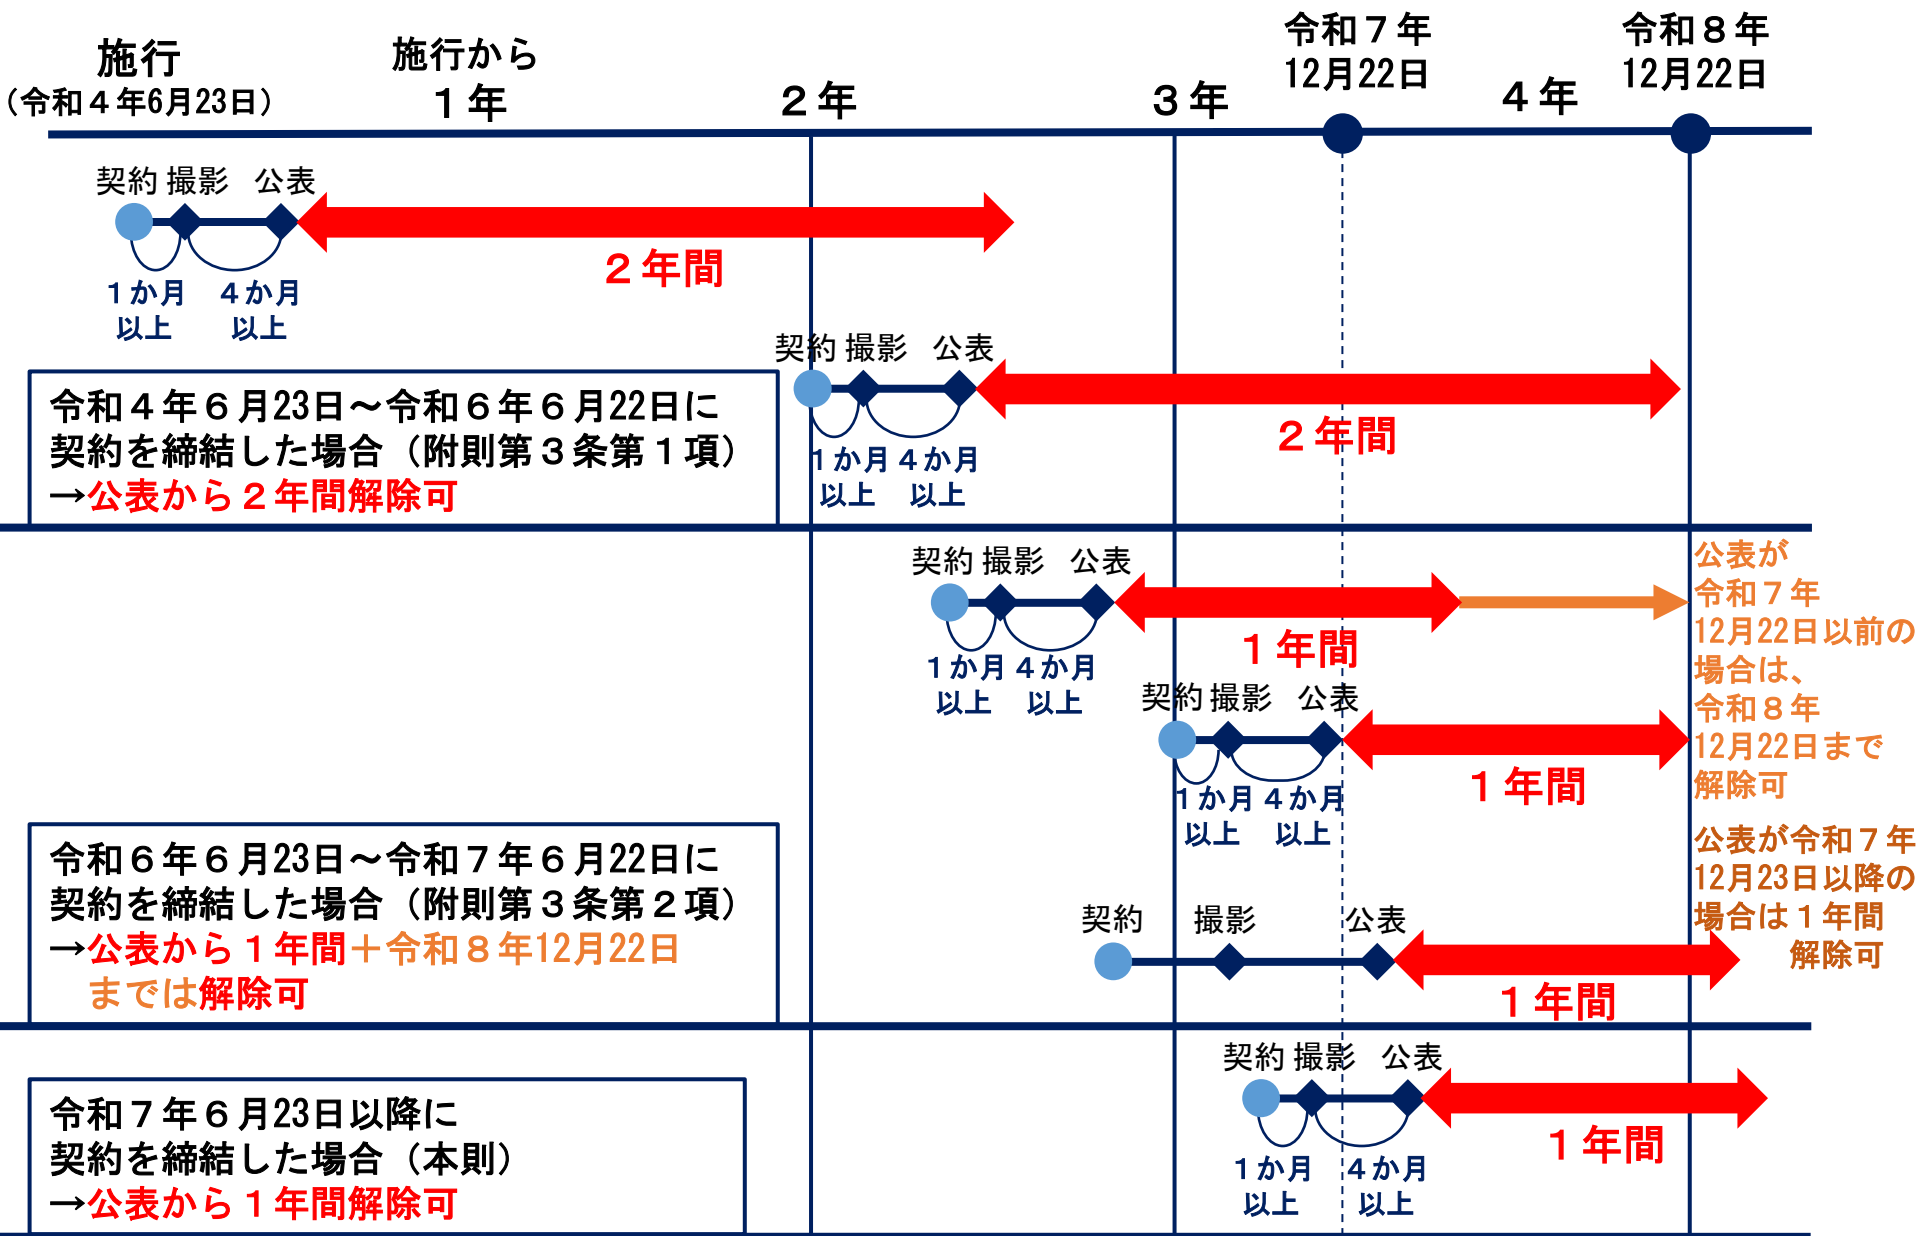 施行
（令和４年6月23日）
施行から
１年
２年
３年
令和７年
12月22日
４年
令和８年
12月22日
契約 撮影 公表
２年間
１か月
以上
４か月
以上
契約 撮影 公表
２年間
１か月
以上
４か月
以上
令和４年６月23日～令和６年６月22日に
契約を締結した場合（附則第３条第１項）
→公表から２年間解除可
契約 撮影 公表
１年間
１か月
以上
４か月
以上
公表が
令和７年
12月22日以前の
場合は、
令和８年
12月22日まで
解除可
契約 撮影 公表
１年間
１か月
以上
４か月
以上
令和６年６月23日～令和７年６月22日に
契約を締結した場合（附則第３条第２項）
→公表から１年間＋令和８年12月22日
までは解除可
公表が令和７年
12月23日以降の
場合は１年間
解除可
契約 撮影 公表
１年間
契約 撮影 公表
１年間
１か月
以上
４か月
以上
令和７年６月23日以降に
契約を締結した場合（本則）
→公表から１年間解除可